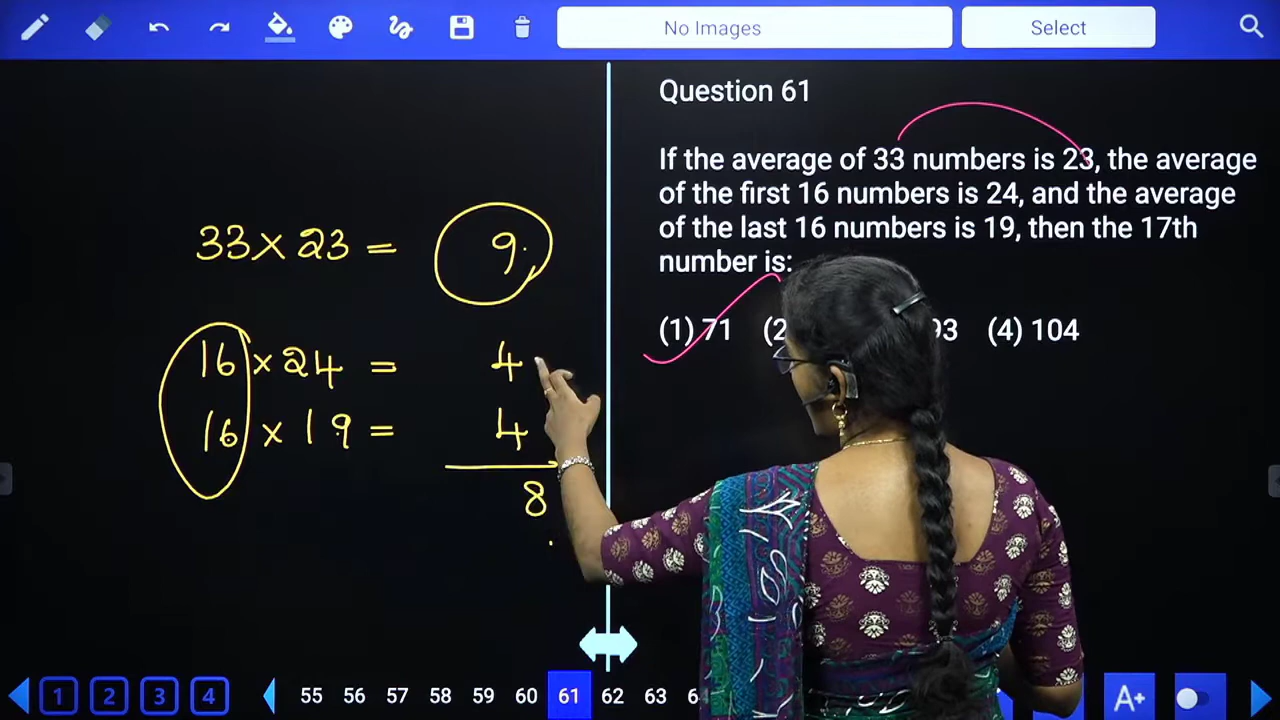 No Images
Select
33 × 23 = 9
16 × 24 = 4
16 × 19 = 4
8
Question 61
If the average of 33 numbers is 23, the average
of the first 16 numbers is 24, and the average
of the last 16 numbers is 19, then the 17th
number is:
(1) 71 (2 93 (4) 104
1 2 3 4 55 56 57 58 59 60 61 62 63 6 A+